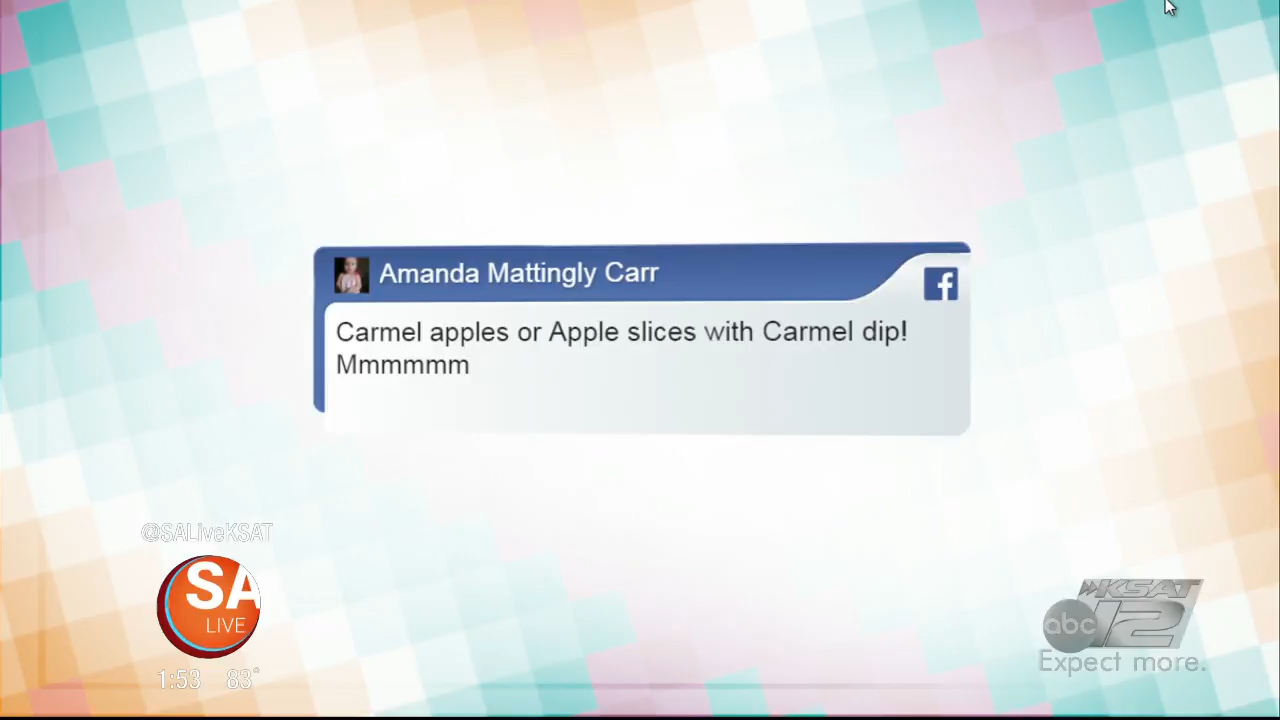 Amanda Mattingly Carr
Carmel apples or Apple slices with Carmel dip!
Mmmmmm
@SALiveKSAT
SA
LIVE
1:53 83°
KSAT
abc 12
Expect more.